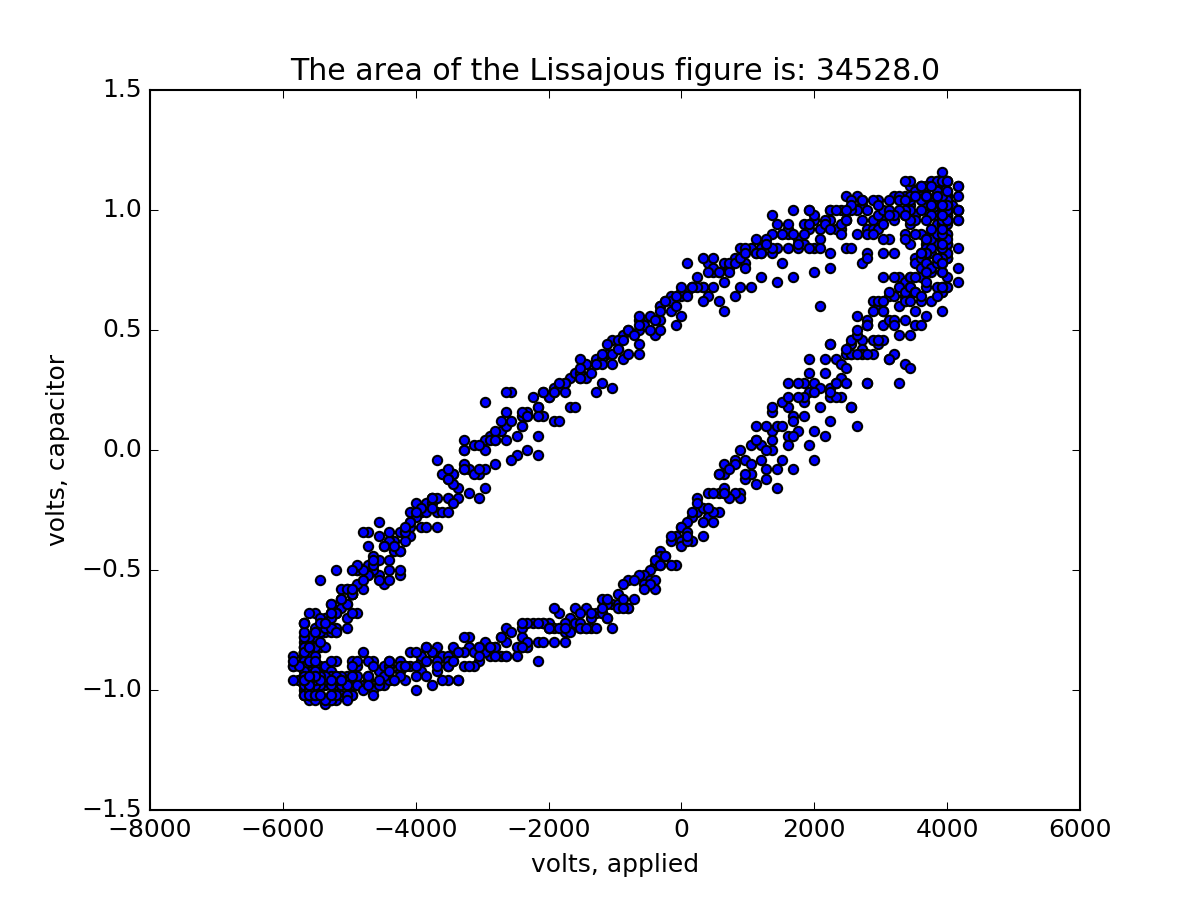 The area of the Lissajous figure is: 34528.0
1.5
1.0
0.5
0.0
−0.5
−1.0
−1.5
volts, capacitor
−8000 −6000 −4000 −2000 0 2000 4000 6000
volts, applied